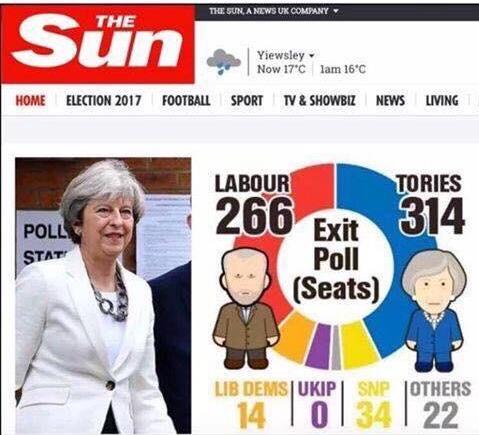 THE SUN, A NEWS UK COMPANY
THE
Sun
Yiewsley
Now 17°C | 1am 16°C
HOME ELECTION 2017 FOOTBALL SPORT TV & SHOWBIZ NEWS LIVING
POLL
STAT
LABOUR
266
Exit
Poll
(Seats)
TORIES
314
LIB DEMS
14
UKIP
0
SNP
34
OTHERS
22